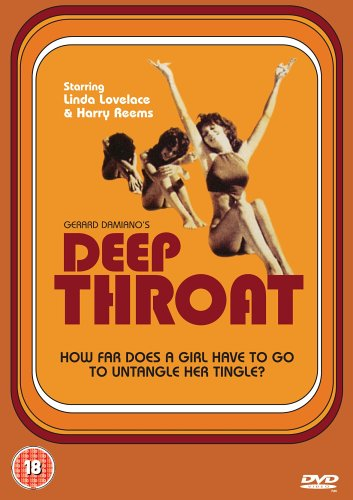 Starring
Linda Lovelace
& Harry Reems
GERARD DAMIANO'S
DEEP
THROAT
HOW FAR DOES A GIRL HAVE TO GO
TO UNTANGLE HER TINGLE?
18
DVD
VIDEO